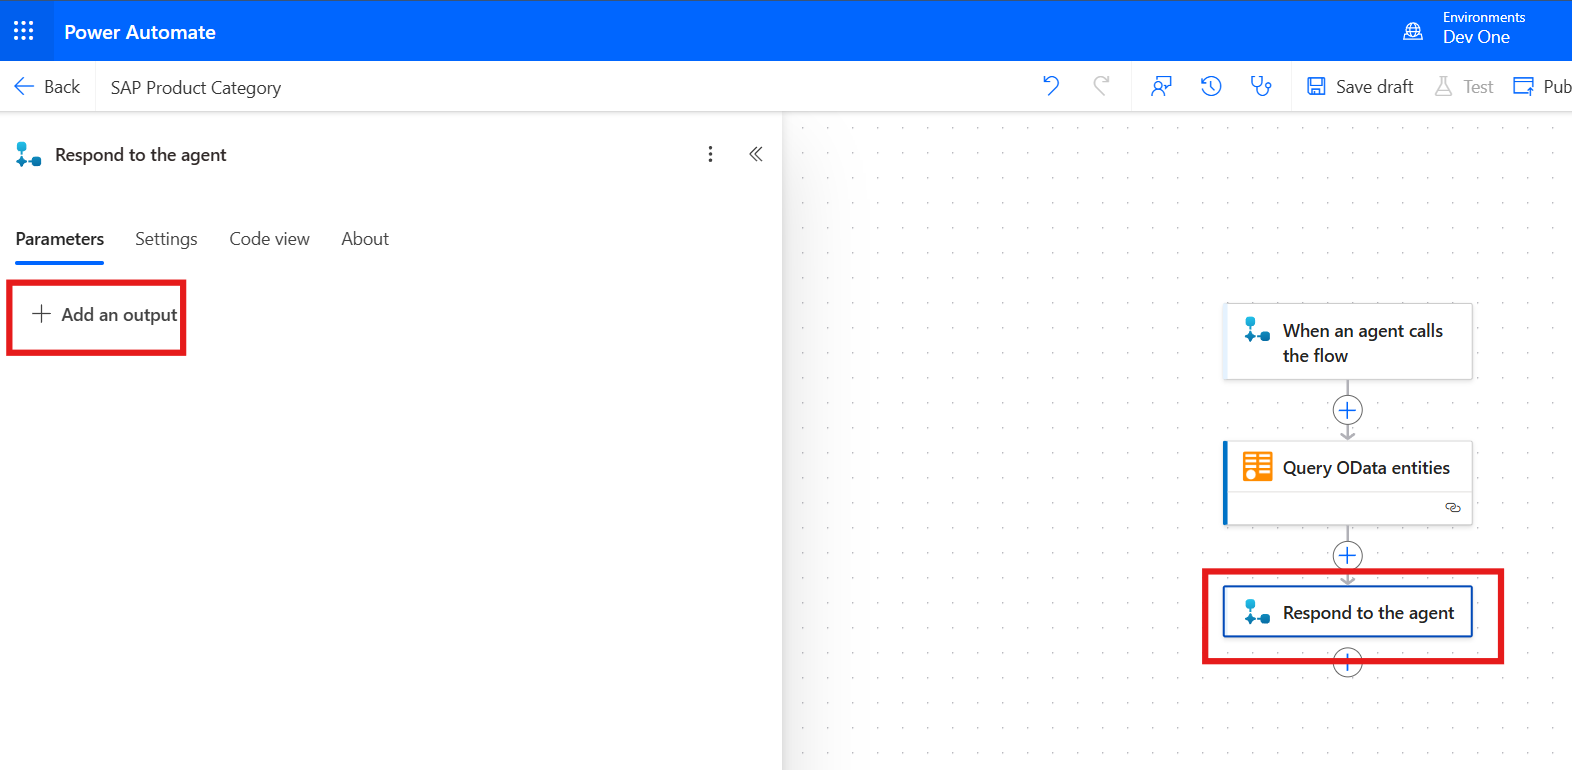 Power Automate
Environments
Dev One
Back
SAP Product Category
Save draft
Test
Pub
Respond to the agent
Parameters
Settings
Code view
About
Add an output
When an agent calls
the flow
Query OData entities
Respond to the agent